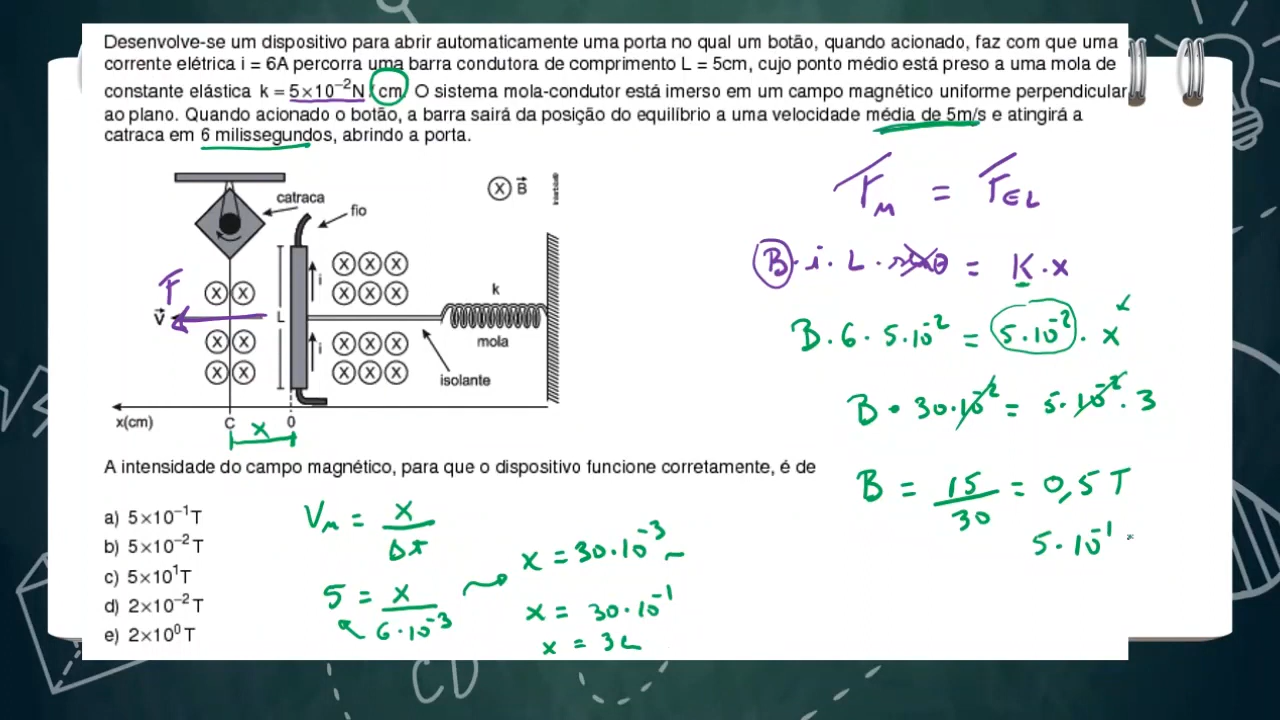 Desenvolve-se um dispositivo para abrir automaticamente uma porta no qual um botão, quando acionado, faz com que uma
corrente elétrica i = 6A percorra uma barra condutora de comprimento L = 5cm, cujo ponto médio está preso a uma mola de
constante elástica k = 5×10⁻²N / cm. O sistema mola-condutor está imerso em um campo magnético uniforme perpendicular
ao plano. Quando acionado o botão, a barra sairá da posição do equilíbrio a uma velocidade média de 5m/s e atingirá a
catraca em 6 milissegundos, abrindo a porta.
catraca
fio
B
i
k
F
V
L
mola
i
isolante
x(cm)
C
0
x
A intensidade do campo magnético, para que o dispositivo funcione corretamente, é de
a) 5×10⁻¹T
b) 5×10⁻²T
c) 5×10¹T
d) 2×10⁻²T
e) 2×10⁰T
Vm = x / Δt
5 = x / 6·10⁻³
x = 30·10⁻³
x = 30·10⁻¹
x = 3
Fm = FEL
B·i·L·senθ = K·x
B·6·5·10⁻² = 5·10⁻²·x
B·30·10⁻² = 5·10⁻²·3
B = 15 / 30 = 0,5 T
5·10⁻¹
CD